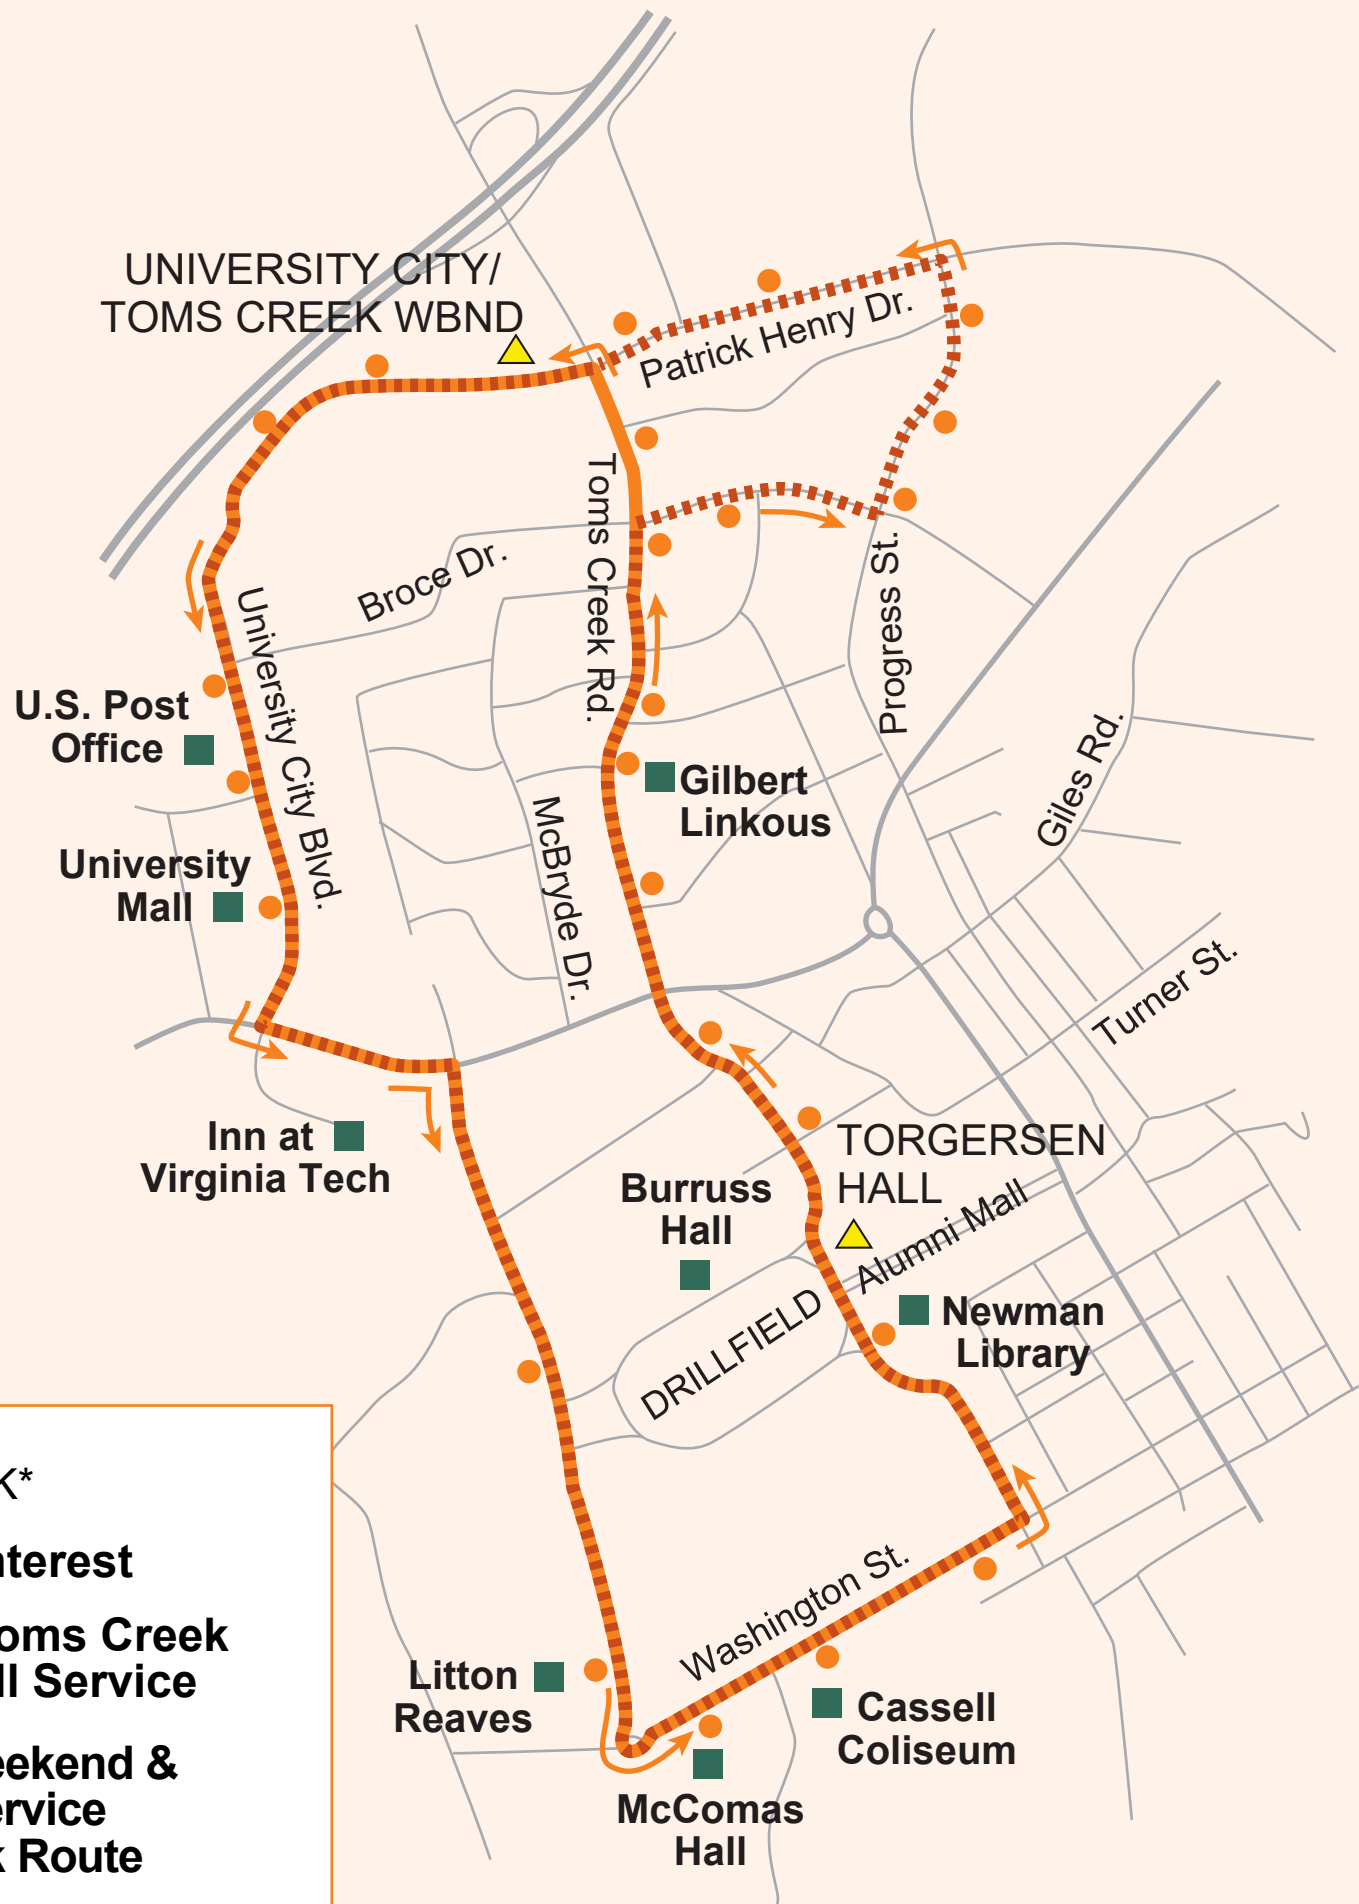 UNIVERSITY CITY/
TOMS CREEK WBND
Patrick Henry Dr.
Toms Creek Rd.
Broce Dr.
Progress St.
University City Blvd.
U.S. Post
Office
Gilbert
Linkous
Giles Rd.
McBryde Dr.
University
Mall
Turner St.
Inn at
Virginia Tech
TORGERSEN
HALL
Burruss
Hall
Alumni Mall
DRILLFIELD
Newman
Library
K*
nterest
oms Creek
ll Service
eekend &
ervice
k Route
Washington St.
Litton
Reaves
Cassell
Coliseum
McComas
Hall